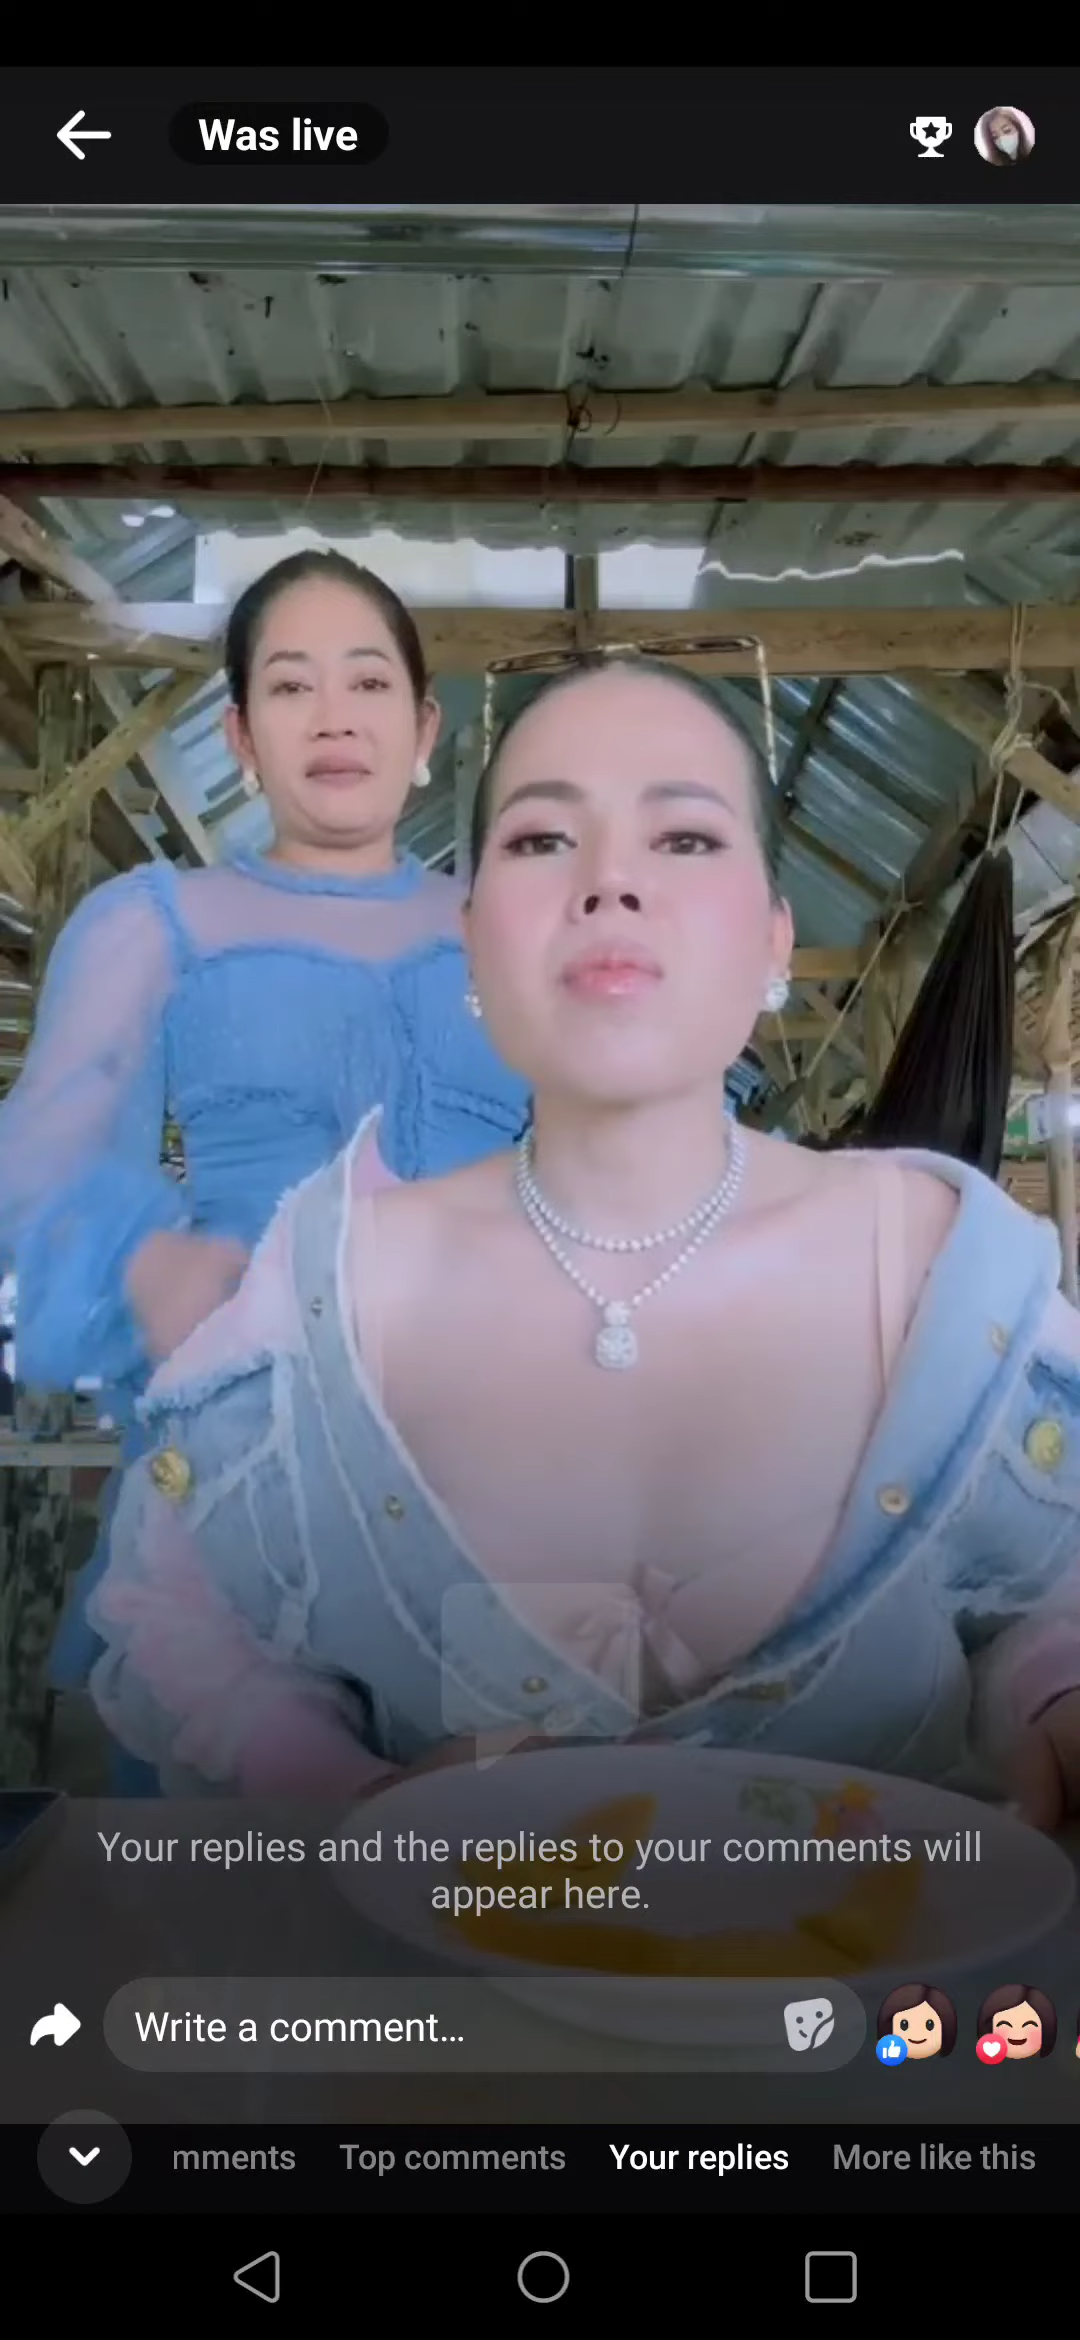 Was live
Your replies and the replies to your comments will
appear here.
Write a comment...
mments
Top comments
Your replies
More like this